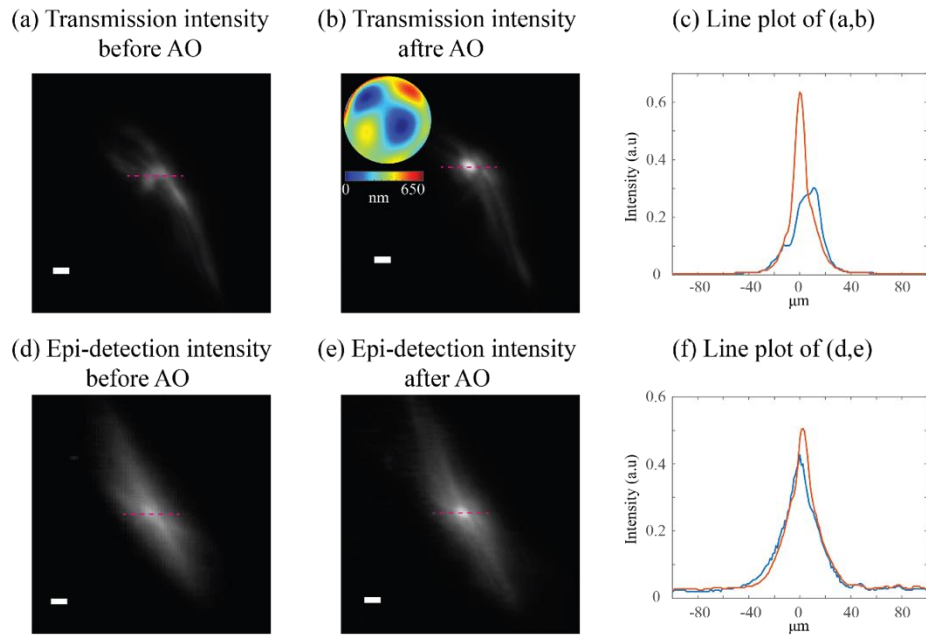 (a) Transmission intensity
before AO
(b) Transmission intensity
aftre AO
(c) Line plot of (a,b)
0
650
nm
0.6
0.4
0.2
0
Intensity (a.u)
-80
-40
0
40
80
μm
(d) Epi-detection intensity
before AO
(e) Epi-detection intensity
after AO
(f) Line plot of (d,e)
0.6
0.4
0.2
0
Intensity (a.u)
-80
-40
0
40
80
μm